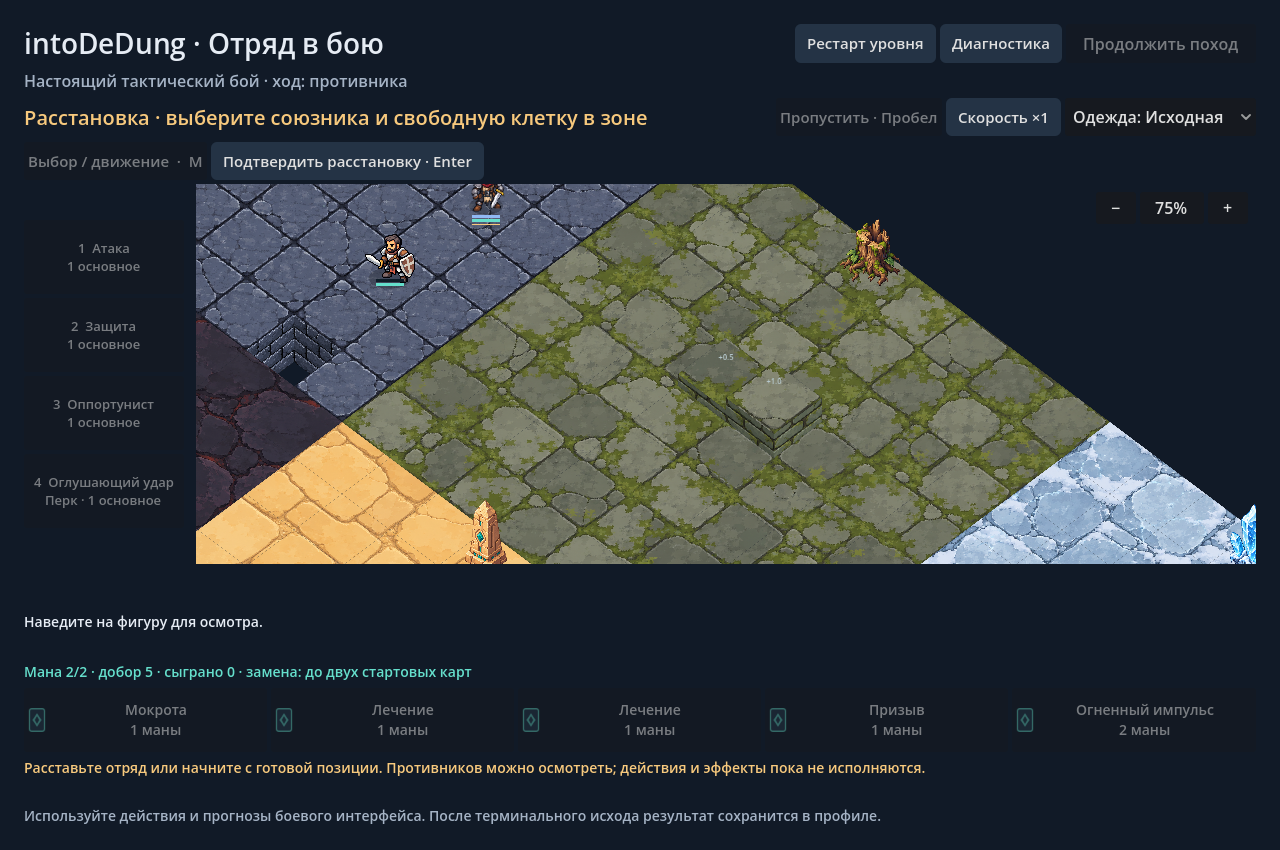 intoDeDung · Отряд в бою
Рестарт уровня
Диагностика
Продолжить поход
Настоящий тактический бой · ход: противника
Расстановка · выберите союзника и свободную клетку в зоне
Пропустить · Пробел
Скорость ×1
Одежда: Исходная
Выбор / движение · M
Подтвердить расстановку · Enter
−
75%
+
1 Атака
1 основное
2 Защита
1 основное
3 Оппортунист
1 основное
4 Оглушающий удар
Перк · 1 основное
+0.5
+1.0
Наведите на фигуру для осмотра.
Мана 2/2 · добор 5 · сыграно 0 · замена: до двух стартовых карт
Мокрота
1 маны
Лечение
1 маны
Лечение
1 маны
Призыв
1 маны
Огненный импульс
2 маны
Расставьте отряд или начните с готовой позиции. Противников можно осмотреть; действия и эффекты пока не исполняются.
Используйте действия и прогнозы боевого интерфейса. После терминального исхода результат сохранится в профиле.